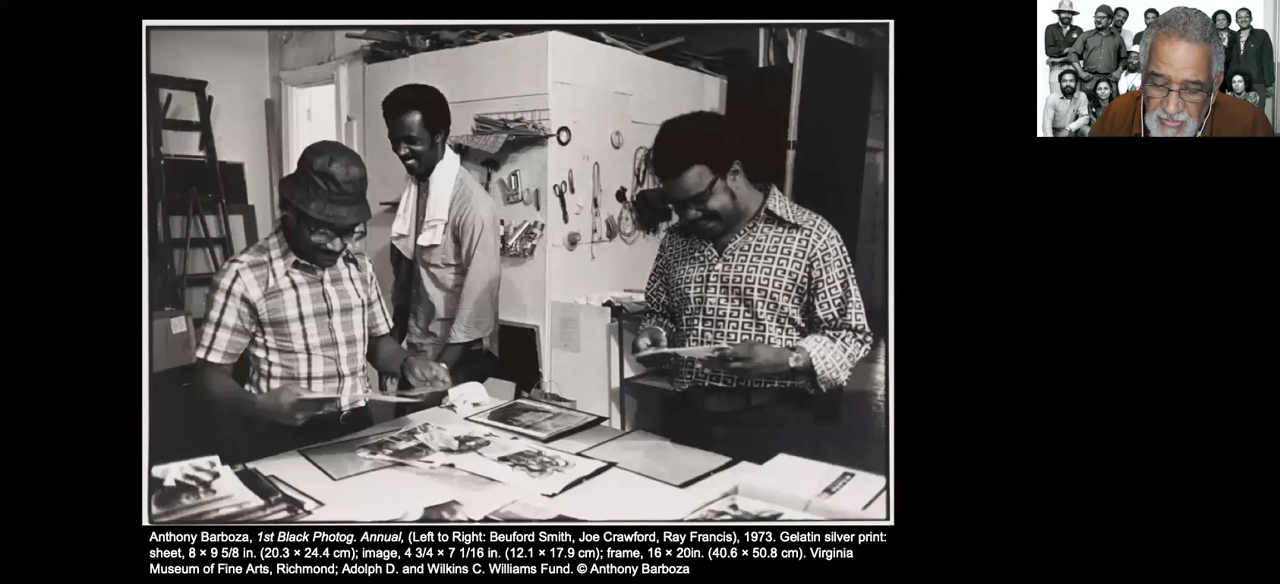 Anthony Barboza, 1st Black Photog. Annual, (Left to Right: Beuford Smith, Joe Crawford, Ray Francis), 1973. Gelatin silver print:
sheet, 8 × 9 5/8 in. (20.3 × 24.4 cm); image, 4 3/4 × 7 1/16 in. (12.1 × 17.9 cm); frame, 16 × 20in. (40.6 × 50.8 cm). Virginia
Museum of Fine Arts, Richmond; Adolph D. and Wilkins C. Williams Fund. © Anthony Barboza